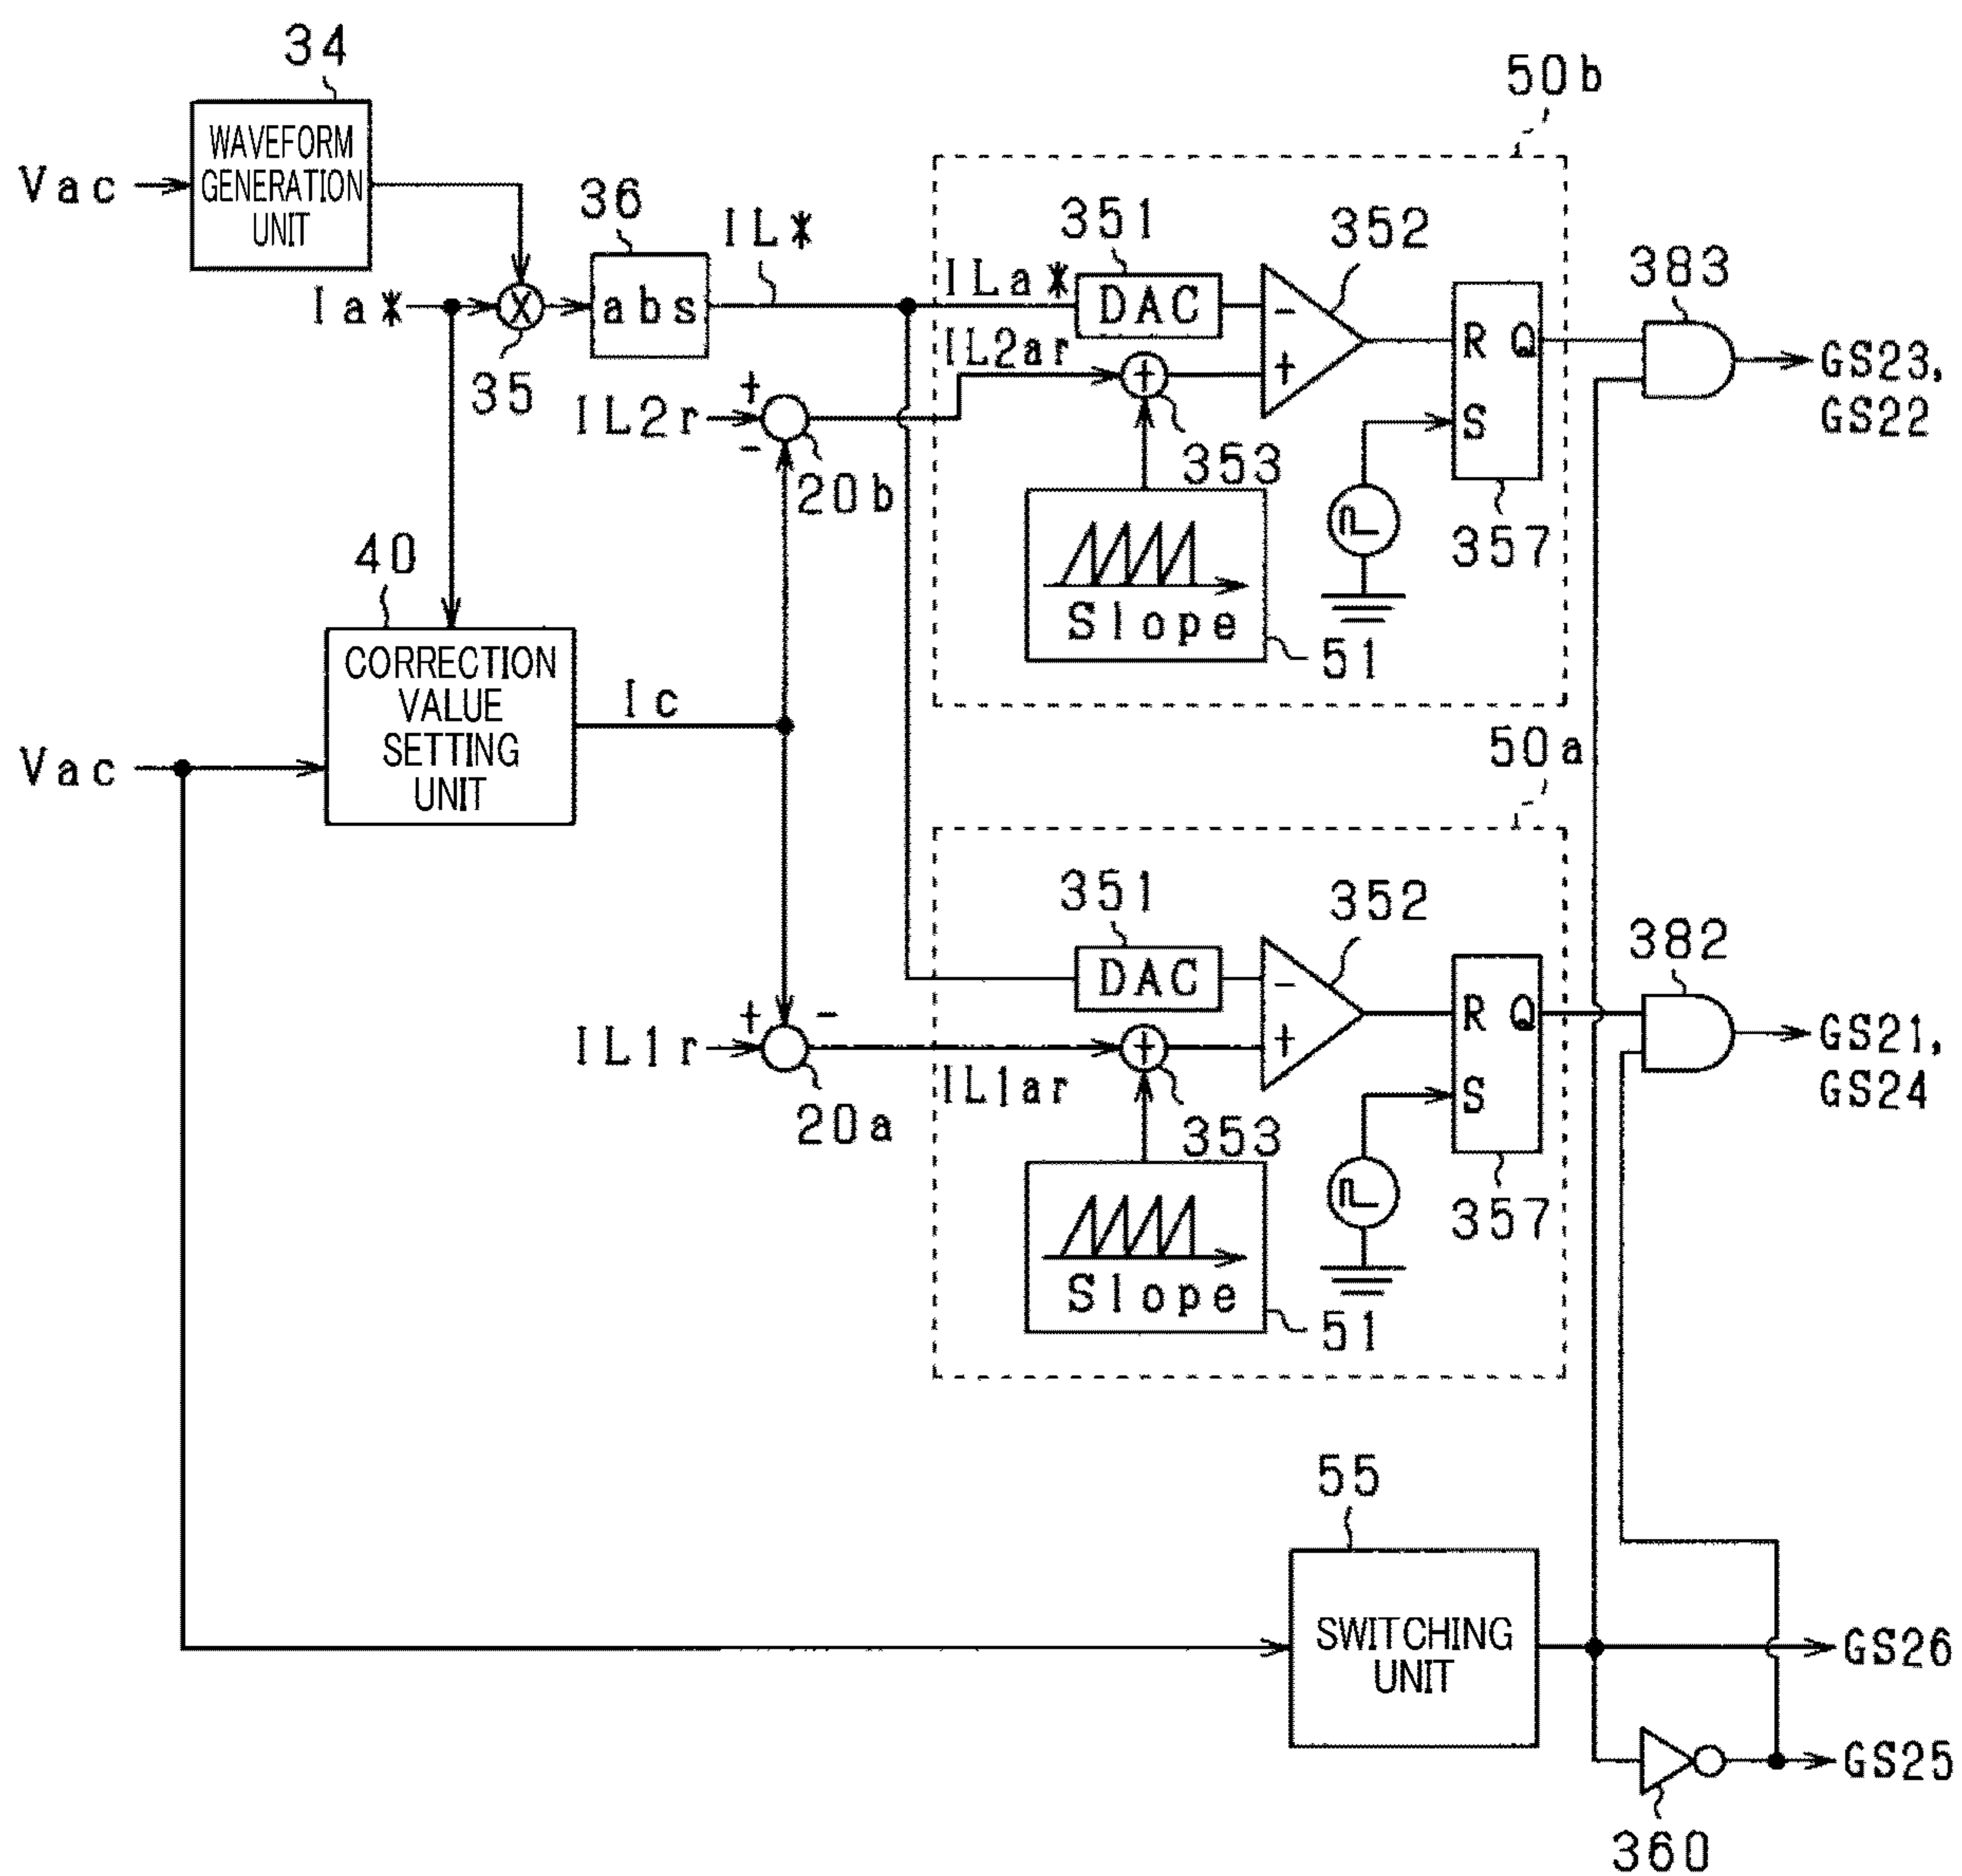 34
50b
WAVEFORM
GENERATION
UNIT
Vac
36
IL*
351
352
383
Ia*
X
abs
ILa*
DAC
-
R Q
GS23,
GS22
35
IL2r
+
-
IL2ar
+
+
S
20b
353
357
40
Slope
51
CORRECTION
VALUE
SETTING
UNIT
Ic
Vac
50a
351
352
382
DAC
-
R Q
GS21,
GS24
IL1r
+
-
IL1ar
+
+
S
20a
353
357
Slope
51
55
SWITCHING
UNIT
GS26
GS25
360